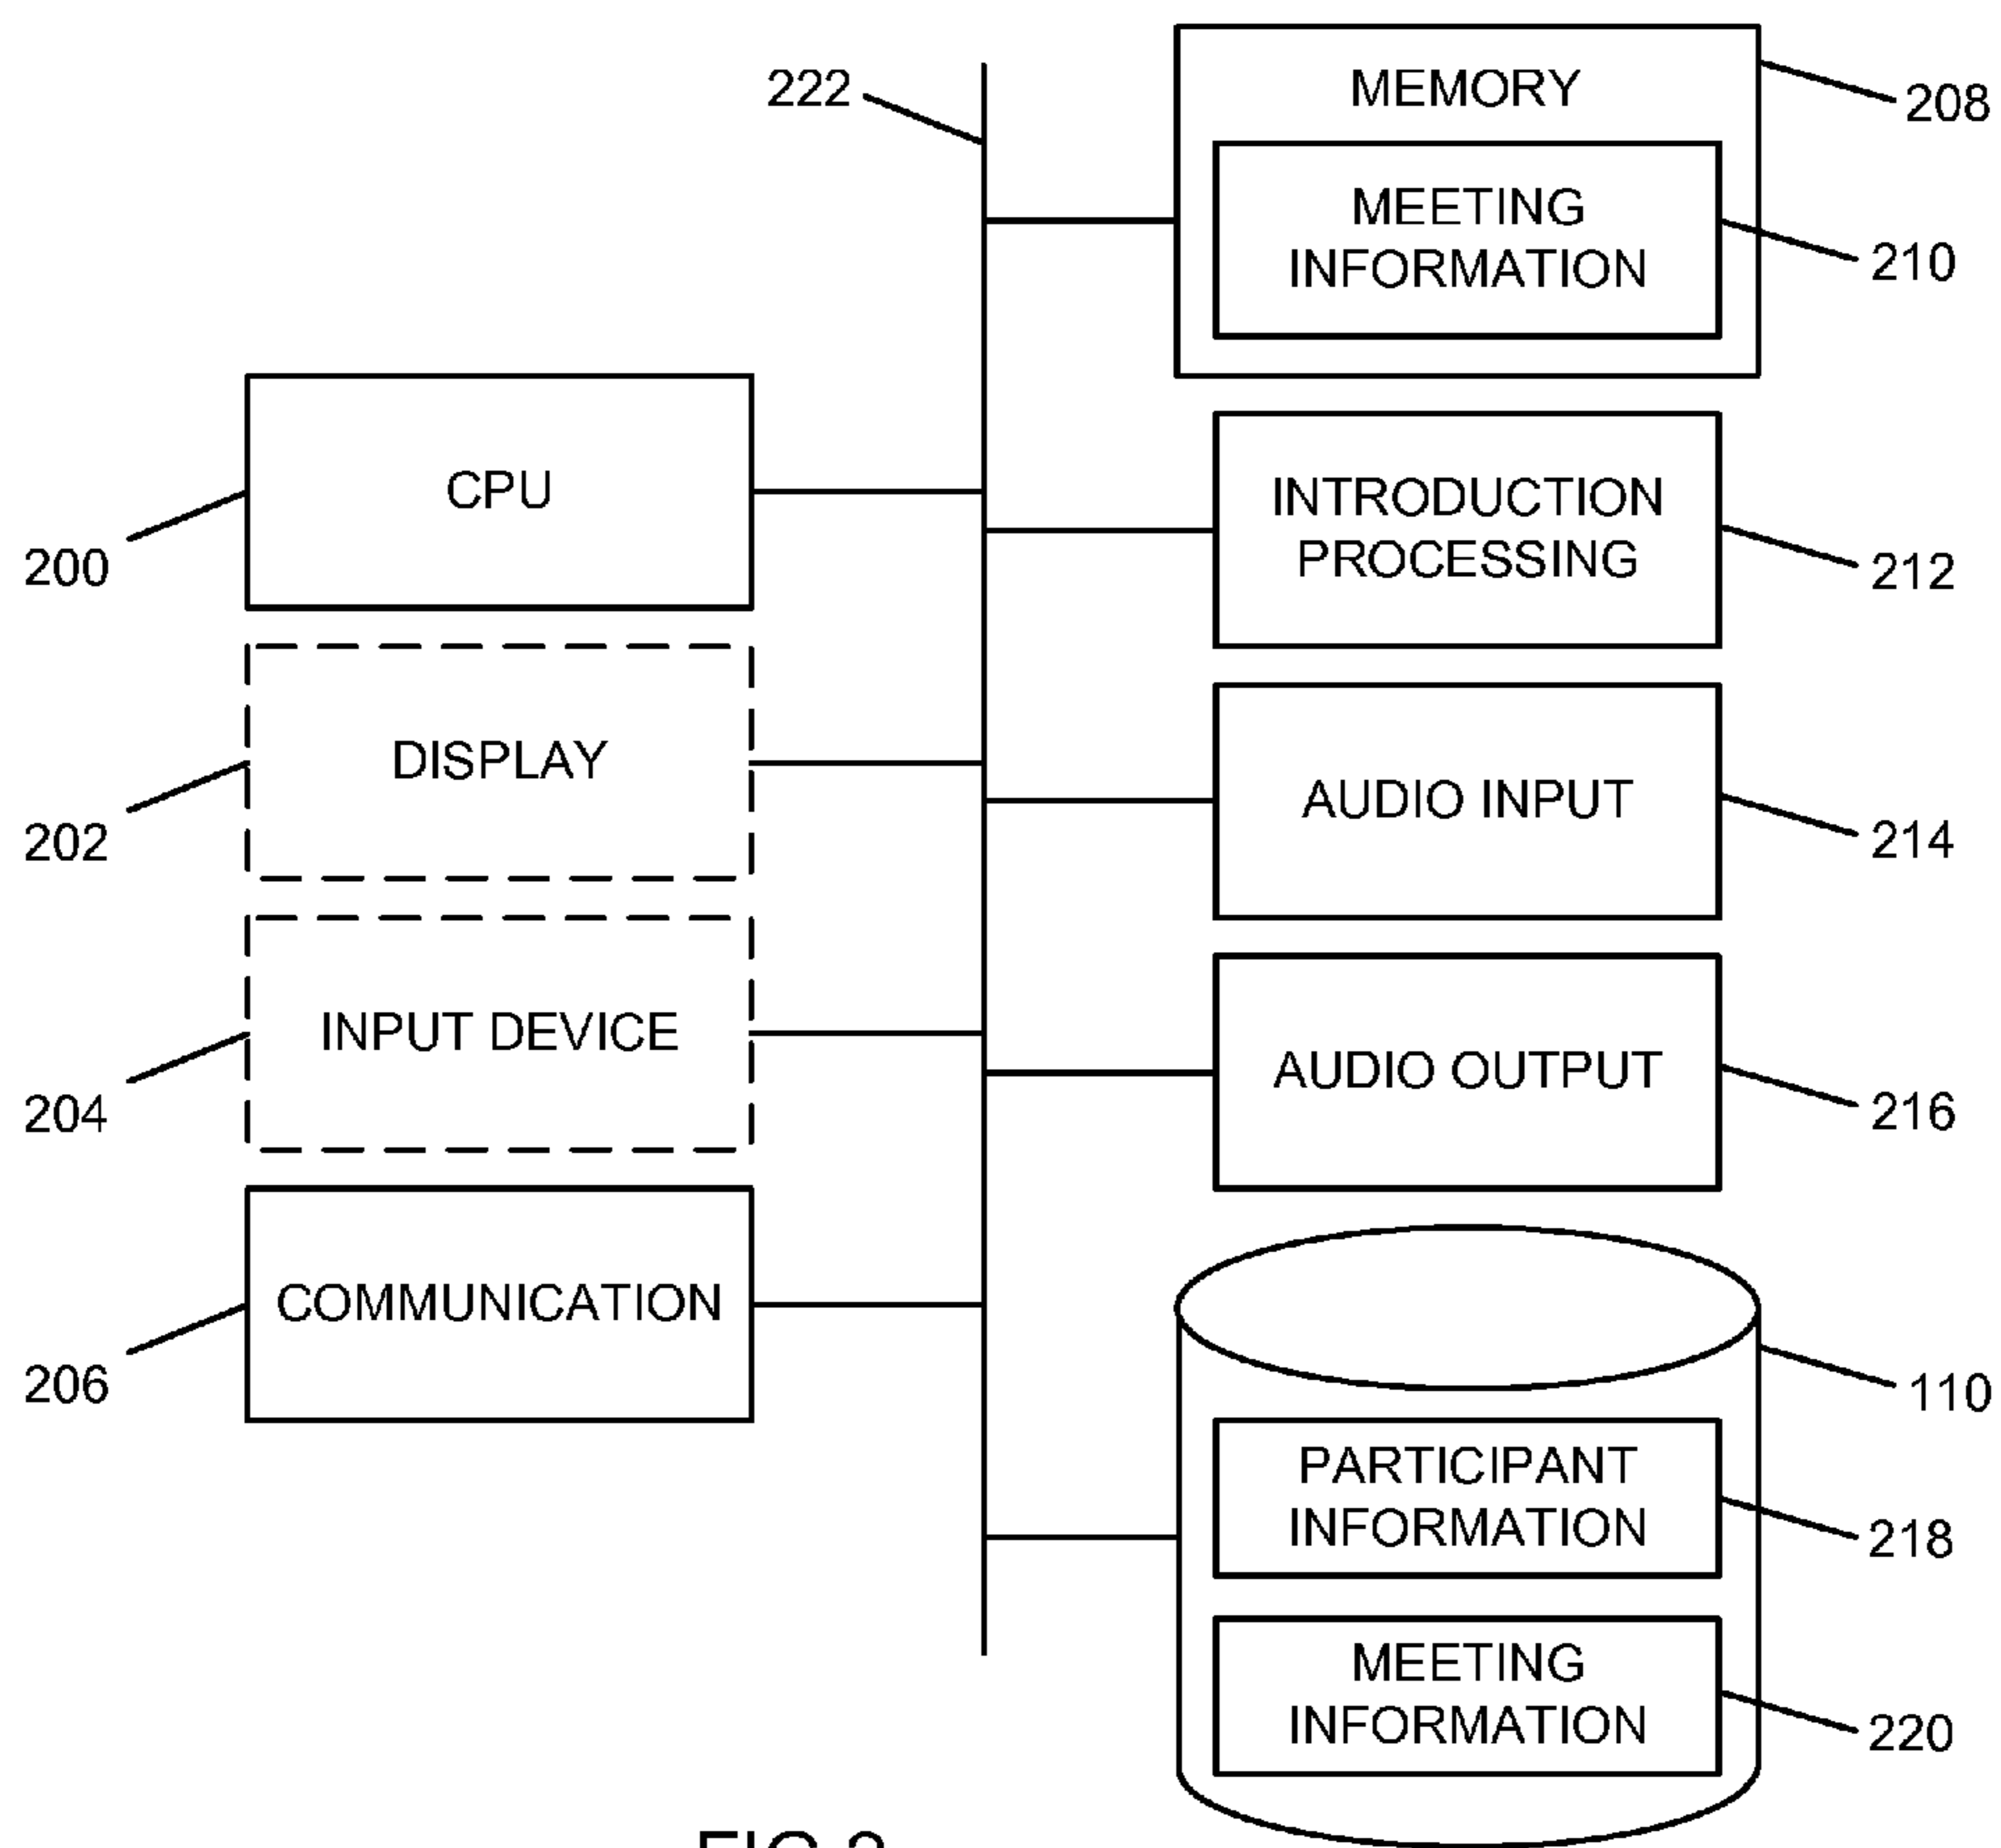 222
MEMORY
208
MEETING
INFORMATION
210
CPU
200
INTRODUCTION
PROCESSING
212
DISPLAY
202
AUDIO INPUT
214
INPUT DEVICE
204
AUDIO OUTPUT
216
COMMUNICATION
206
110
PARTICIPANT
INFORMATION
218
MEETING
INFORMATION
220